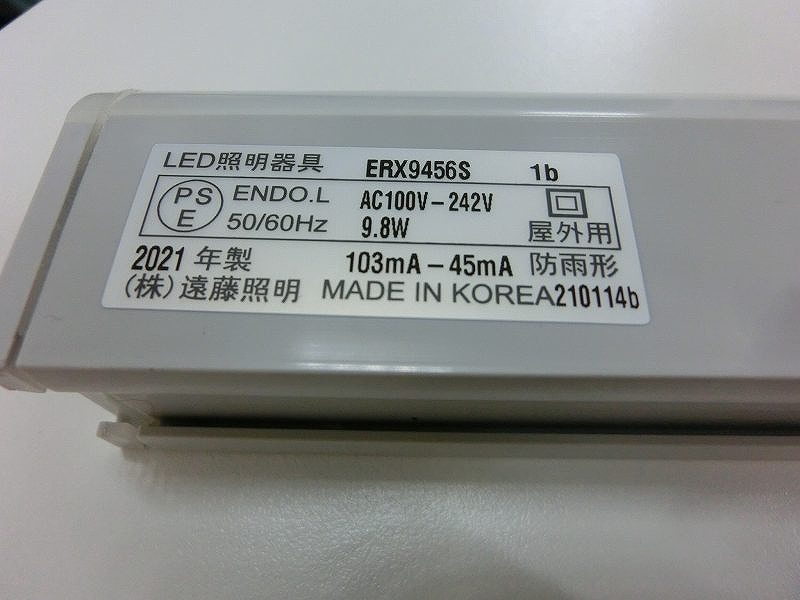 LED照明器具 ERX9456S 1b
PS E ENDO.L AC100V-242V
50/60Hz 9.8W 屋外用
2021 年製 103mA-45mA 防雨形
(株)遠藤照明 MADE IN KOREA 210114b